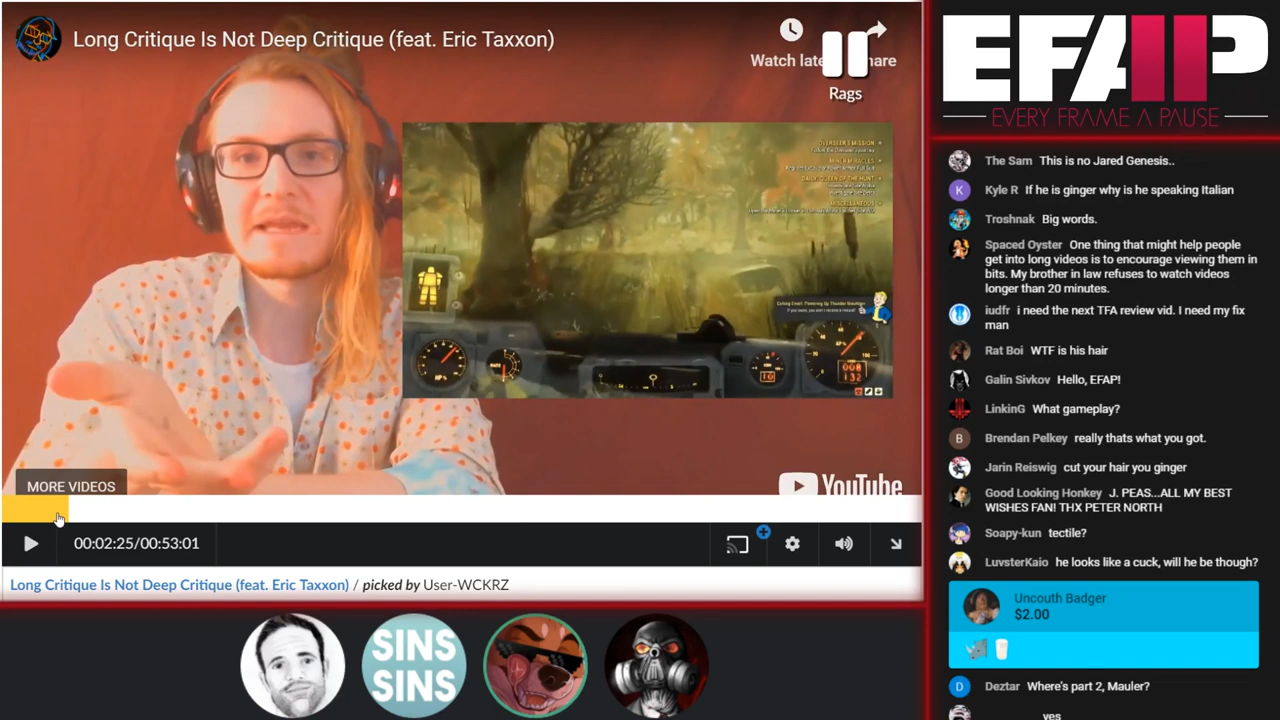 Long Critique Is Not Deep Critique (feat. Eric Taxxon)
Watch late
hare
Rags
OVERSEER'S MISSION
MINOR MIRACLES
MISCELLANEOUS
MORE VIDEOS
YouTube
00:02:25/00:53:01
Long Critique Is Not Deep Critique (feat. Eric Taxxon) / picked by User-WCKRZ
SINS
SINS
EFAP
EVERY FRAME A PAUSE
The Sam This is no Jared Genesis..
Kyle R If he is ginger why is he speaking Italian
Troshnak Big words.
Spaced Oyster One thing that might help people
get into long videos is to encourage viewing them in
bits. My brother in law refuses to watch videos
longer than 20 minutes.
iudfr i need the next TFA review vid. I need my fix
man
Rat Boi WTF is his hair
Galin Sivkov Hello, EFAP!
LinkinG What gameplay?
B Brendan Pelkey really thats what you got.
Jarin Reiswig cut your hair you ginger
Good Looking Honkey J. PEAS...ALL MY BEST
WISHES FAN! THX PETER NORTH
Soapy-kun tectile?
LuvsterKaio he looks like a cuck, will he be though?
Uncouth Badger
$2.00
D Deztar Where's part 2, Mauler?
yes